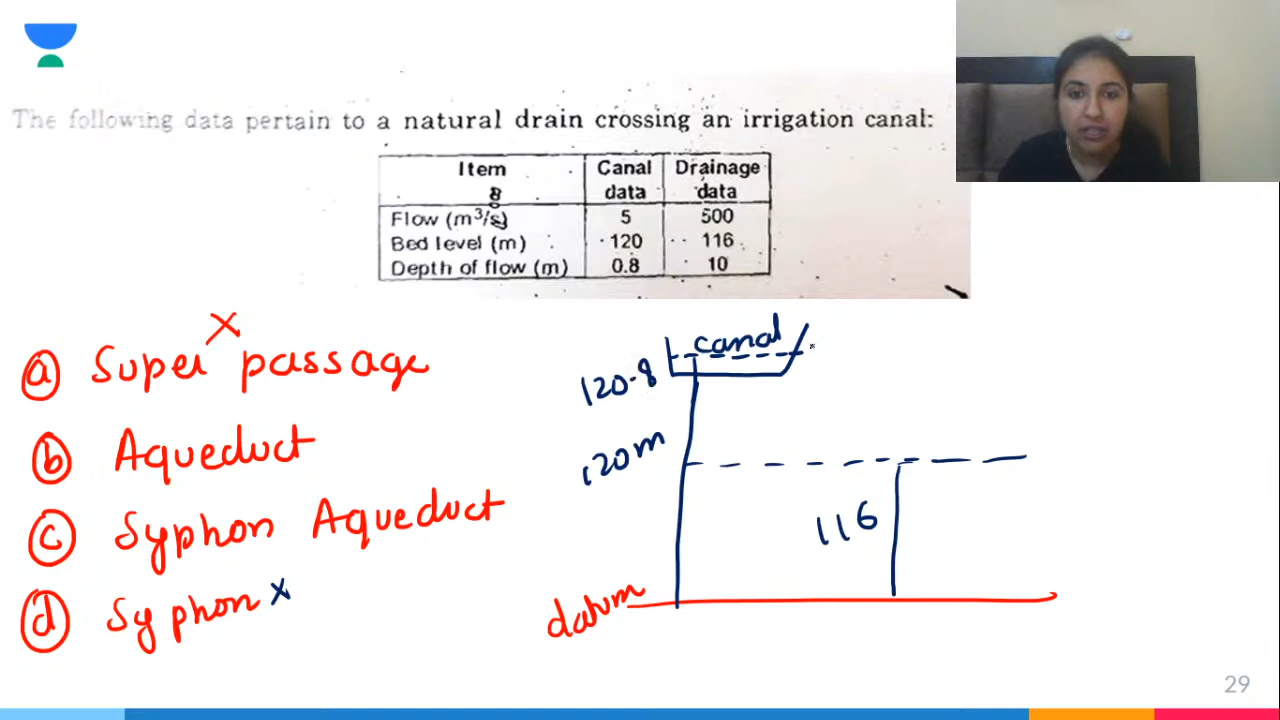 The following data pertain to a natural drain crossing an irrigation canal:
Item Canal data Drainage data
8
Flow (m³/s) 5 500
Bed level (m) 120 116
Depth of flow (m) 0.8 10
a Super passage x
b Aqueduct
c Syphon Aqueduct
d Syphon x
canal
120.8
120m
116
datum
29